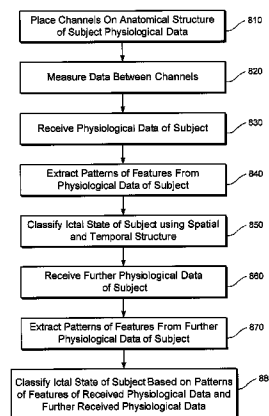 Place Channels On Anatomical Structure
of Subject Physiological Data
810
Measure Data Between Channels
820
Receive Physiological Data of Subject
830
Extract Patterns of Features From
Physiological Data of Subject
840
Classify Ictal State of Subject using Spatial
and Temporal Structure
850
Receive Further Physiological Data
of Subject
860
Extract Patterns of Features From Further
Physiological Data of Subject
870
Classify Ictal State of Subject Based on Patterns
of Features of Received Physiological Data and
Further Received Physiological Data
88